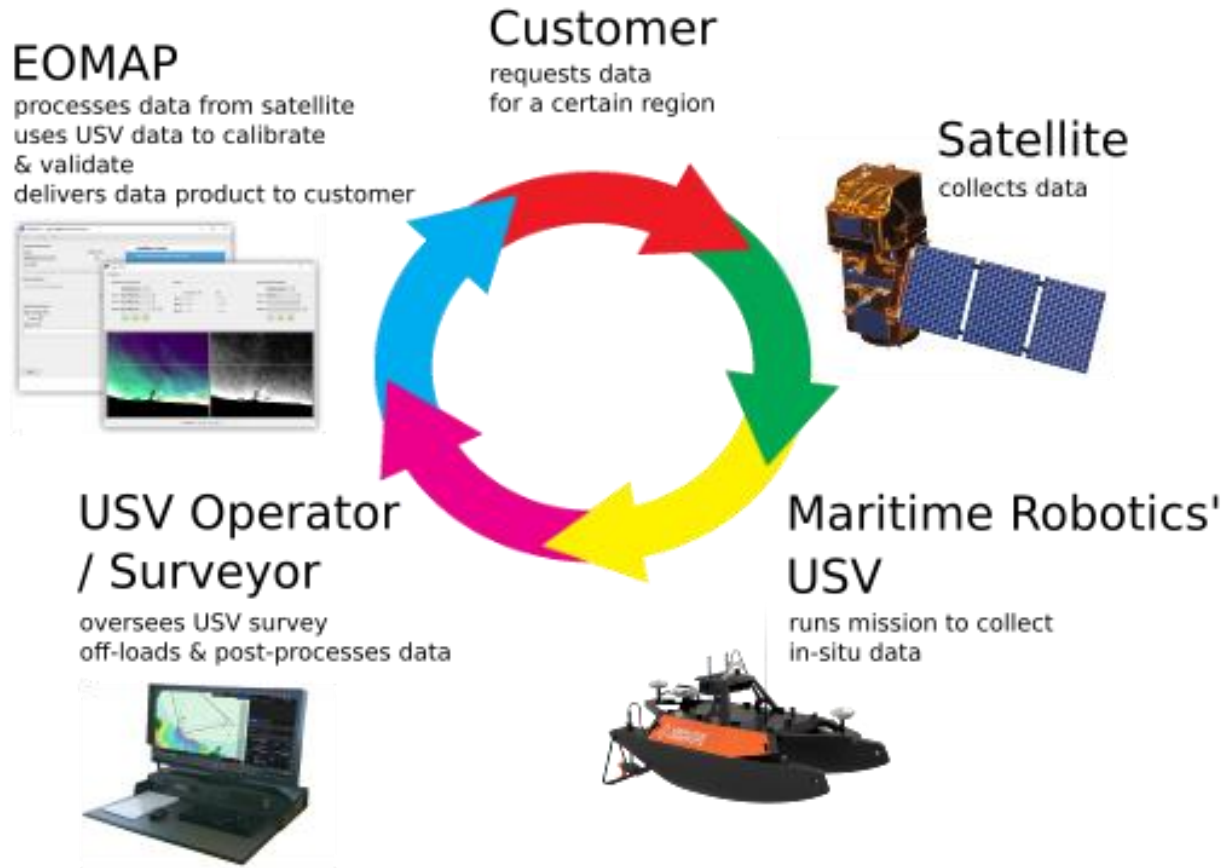 Customer
requests data
for a certain region
Satellite
collects data
Maritime Robotics'
USV
runs mission to collect
in-situ data
USV Operator
/ Surveyor
oversees USV survey
off-loads & post-processes data
EOMAP
processes data from satellite
uses USV data to calibrate
& validate
delivers data product to customer